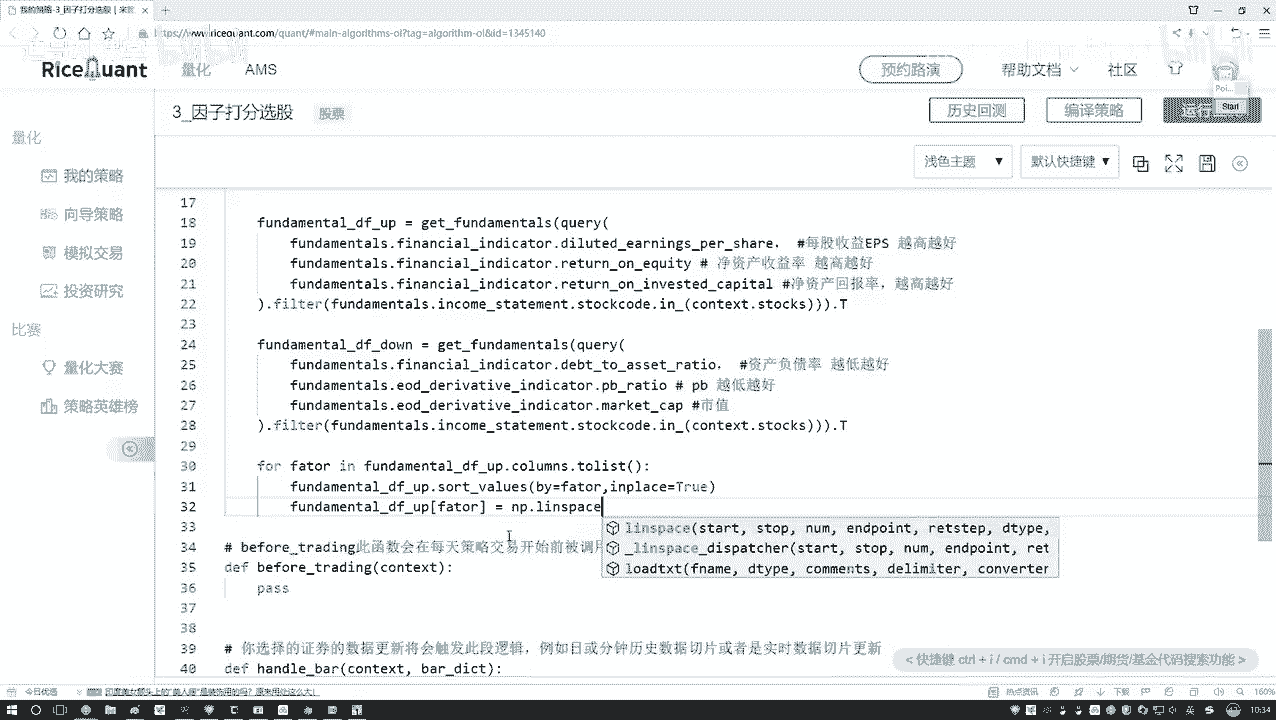 我的策略-3_因子打分选股
https://www.ricequant.com/quant/#main-algorithms-ol?tag=algorithm-ol&id=1345140
RiceQuant 量化 AMS 预约路演 帮助文档 社区
3_因子打分选股 股票 历史回测 编译策略
Start
浅色主题 默认快捷键
量化
我的策略
向导策略
模拟交易
投资研究
比赛
量化大赛
策略英雄榜
17
18 fundamental_df_up = get_fundamentals(query(
19 fundamentals.financial_indicator.diluted_earnings_per_share, #每股收益EPS 越高越好
20 fundamentals.financial_indicator.return_on_equity # 净资产收益率 越高越好
21 fundamentals.financial_indicator.return_on_invested_capital #净资产回报率，越高越好
22 ).filter(fundamentals.income_statement.stockcode.in_(context.stocks))).T
23
24 fundamental_df_down = get_fundamentals(query(
25 fundamentals.financial_indicator.debt_to_asset_ratio, #资产负债率 越低越好
26 fundamentals.eod_derivative_indicator.pb_ratio # pb 越低越好
27 fundamentals.eod_derivative_indicator.market_cap #市值
28 ).filter(fundamentals.income_statement.stockcode.in_(context.stocks))).T
29
30 for fator in fundamental_df_up.columns.tolist():
31 fundamental_df_up.sort_values(by=fator,inplace=True)
32 fundamental_df_up[fator] = np.linspace
linspace(start, stop, num, endpoint, retstep, dtype,
_linspace_dispatcher(start, stop, num, endpoint, ret
loadtxt(fname, dtype, comments, delimiter, converter
33
34 # before_trading此函数会在每天策略交易开始前被调用
35 def before_trading(context):
36 pass
37
38
39 # 你选择的证券的数据更新将会触发此段逻辑，例如日或分钟历史数据切片或者是实时数据切片更新
40 def handle_bar(context, bar_dict):
< 快捷键 ctrl + i / cmd + i 开启股票/期货/基金代码搜索功能 >
今日优选 热点资讯 下载 160%
英 10:34